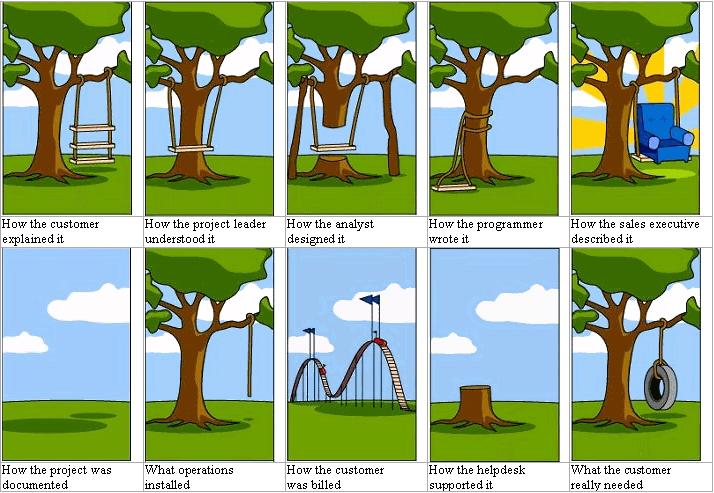 How the customer
explained it
How the project leader
understood it
How the analyst
designed it
How the programmer
wrote it
How the sales executive
described it
How the project was
documented
What operations
installed
How the customer
was billed
How the helpdesk
supported it
What the customer
really needed